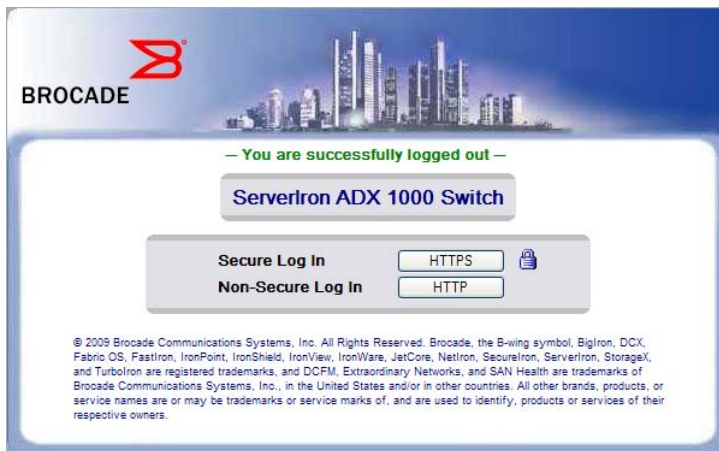 BROCADE
— You are successfully logged out —
ServerIron ADX 1000 Switch
Secure Log In HTTPS
Non-Secure Log In HTTP
© 2009 Brocade Communications Systems, Inc. All Rights Reserved. Brocade, the B-wing symbol, BigIron, DCX,
Fabric OS, FastIron, IronPoint, IronShield, IronView, IronWare, JetCore, NetIron, SecureIron, ServerIron, StorageX,
and TurboIron are registered trademarks, and DCFM, Extraordinary Networks, and SAN Health are trademarks of
Brocade Communications Systems, Inc., in the United States and/or in other countries. All other brands, products, or
service names are or may be trademarks or service marks of, and are used to identify, products or services of their
respective owners.